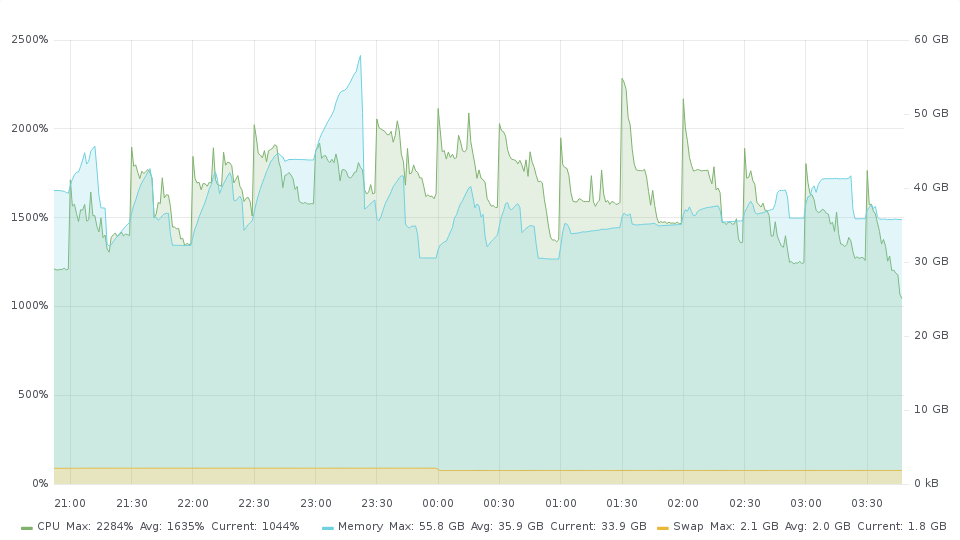 2500% 60 GB
2000% 50 GB
1500% 40 GB
30 GB
1000% 20 GB
500% 10 GB
0% 0 kB
21:00 21:30 22:00 22:30 23:00 23:30 00:00 00:30 01:00 01:30 02:00 02:30 03:00 03:30
CPU Max: 2284% Avg: 1635% Current: 1044% Memory Max: 55.8 GB Avg: 35.9 GB Current: 33.9 GB Swap Max: 2.1 GB Avg: 2.0 GB Current: 1.8 GB